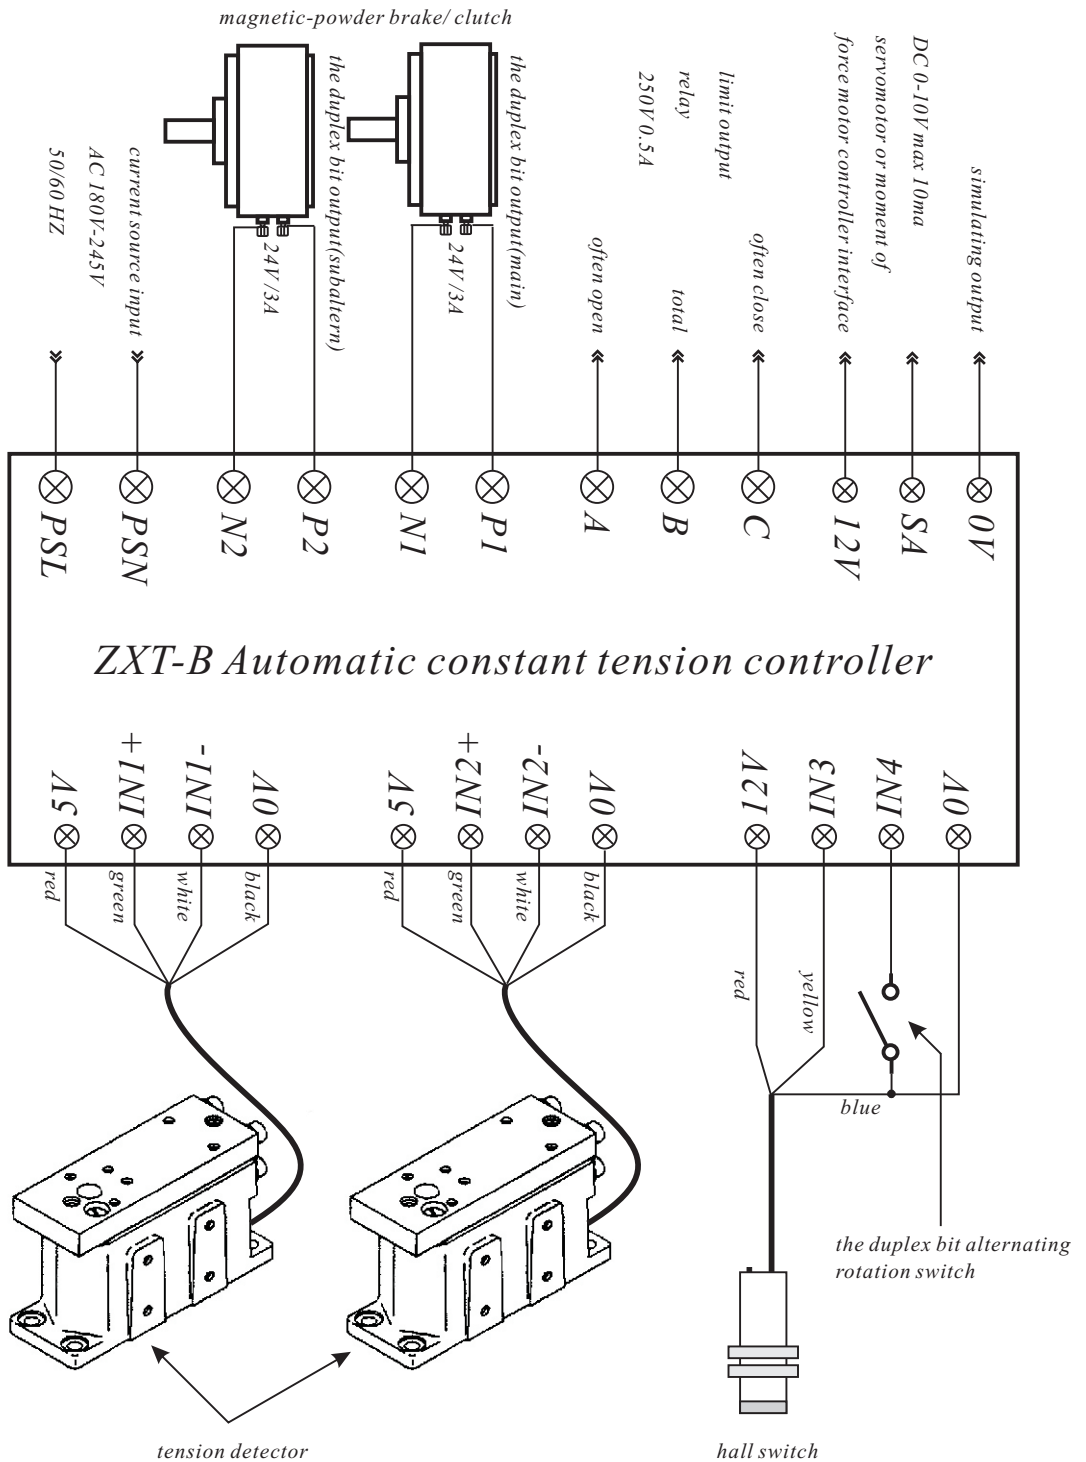 magnetic-powder brake/ clutch
50/60 HZ
AC 180V-245V
current source input
24V/3A
the duplex bit output(subaltern)
24V/3A
the duplex bit output(main)
often open
250V 0.5A
relay
total
limit output
often close
force motor controller interface
servomotor or moment of
DC 0-10V max 10ma
simulating output
PSL
PSN
N2
P2
N1
P1
A
B
C
12V
SA
0V
ZXT-B Automatic constant tension controller
5V
IN1+
IN1-
0V
5V
IN2+
IN2-
0V
12V
IN3
IN4
0V
red
green
white
black
red
green
white
black
red
yellow
blue
the duplex bit alternating
rotation switch
tension detector
hall switch